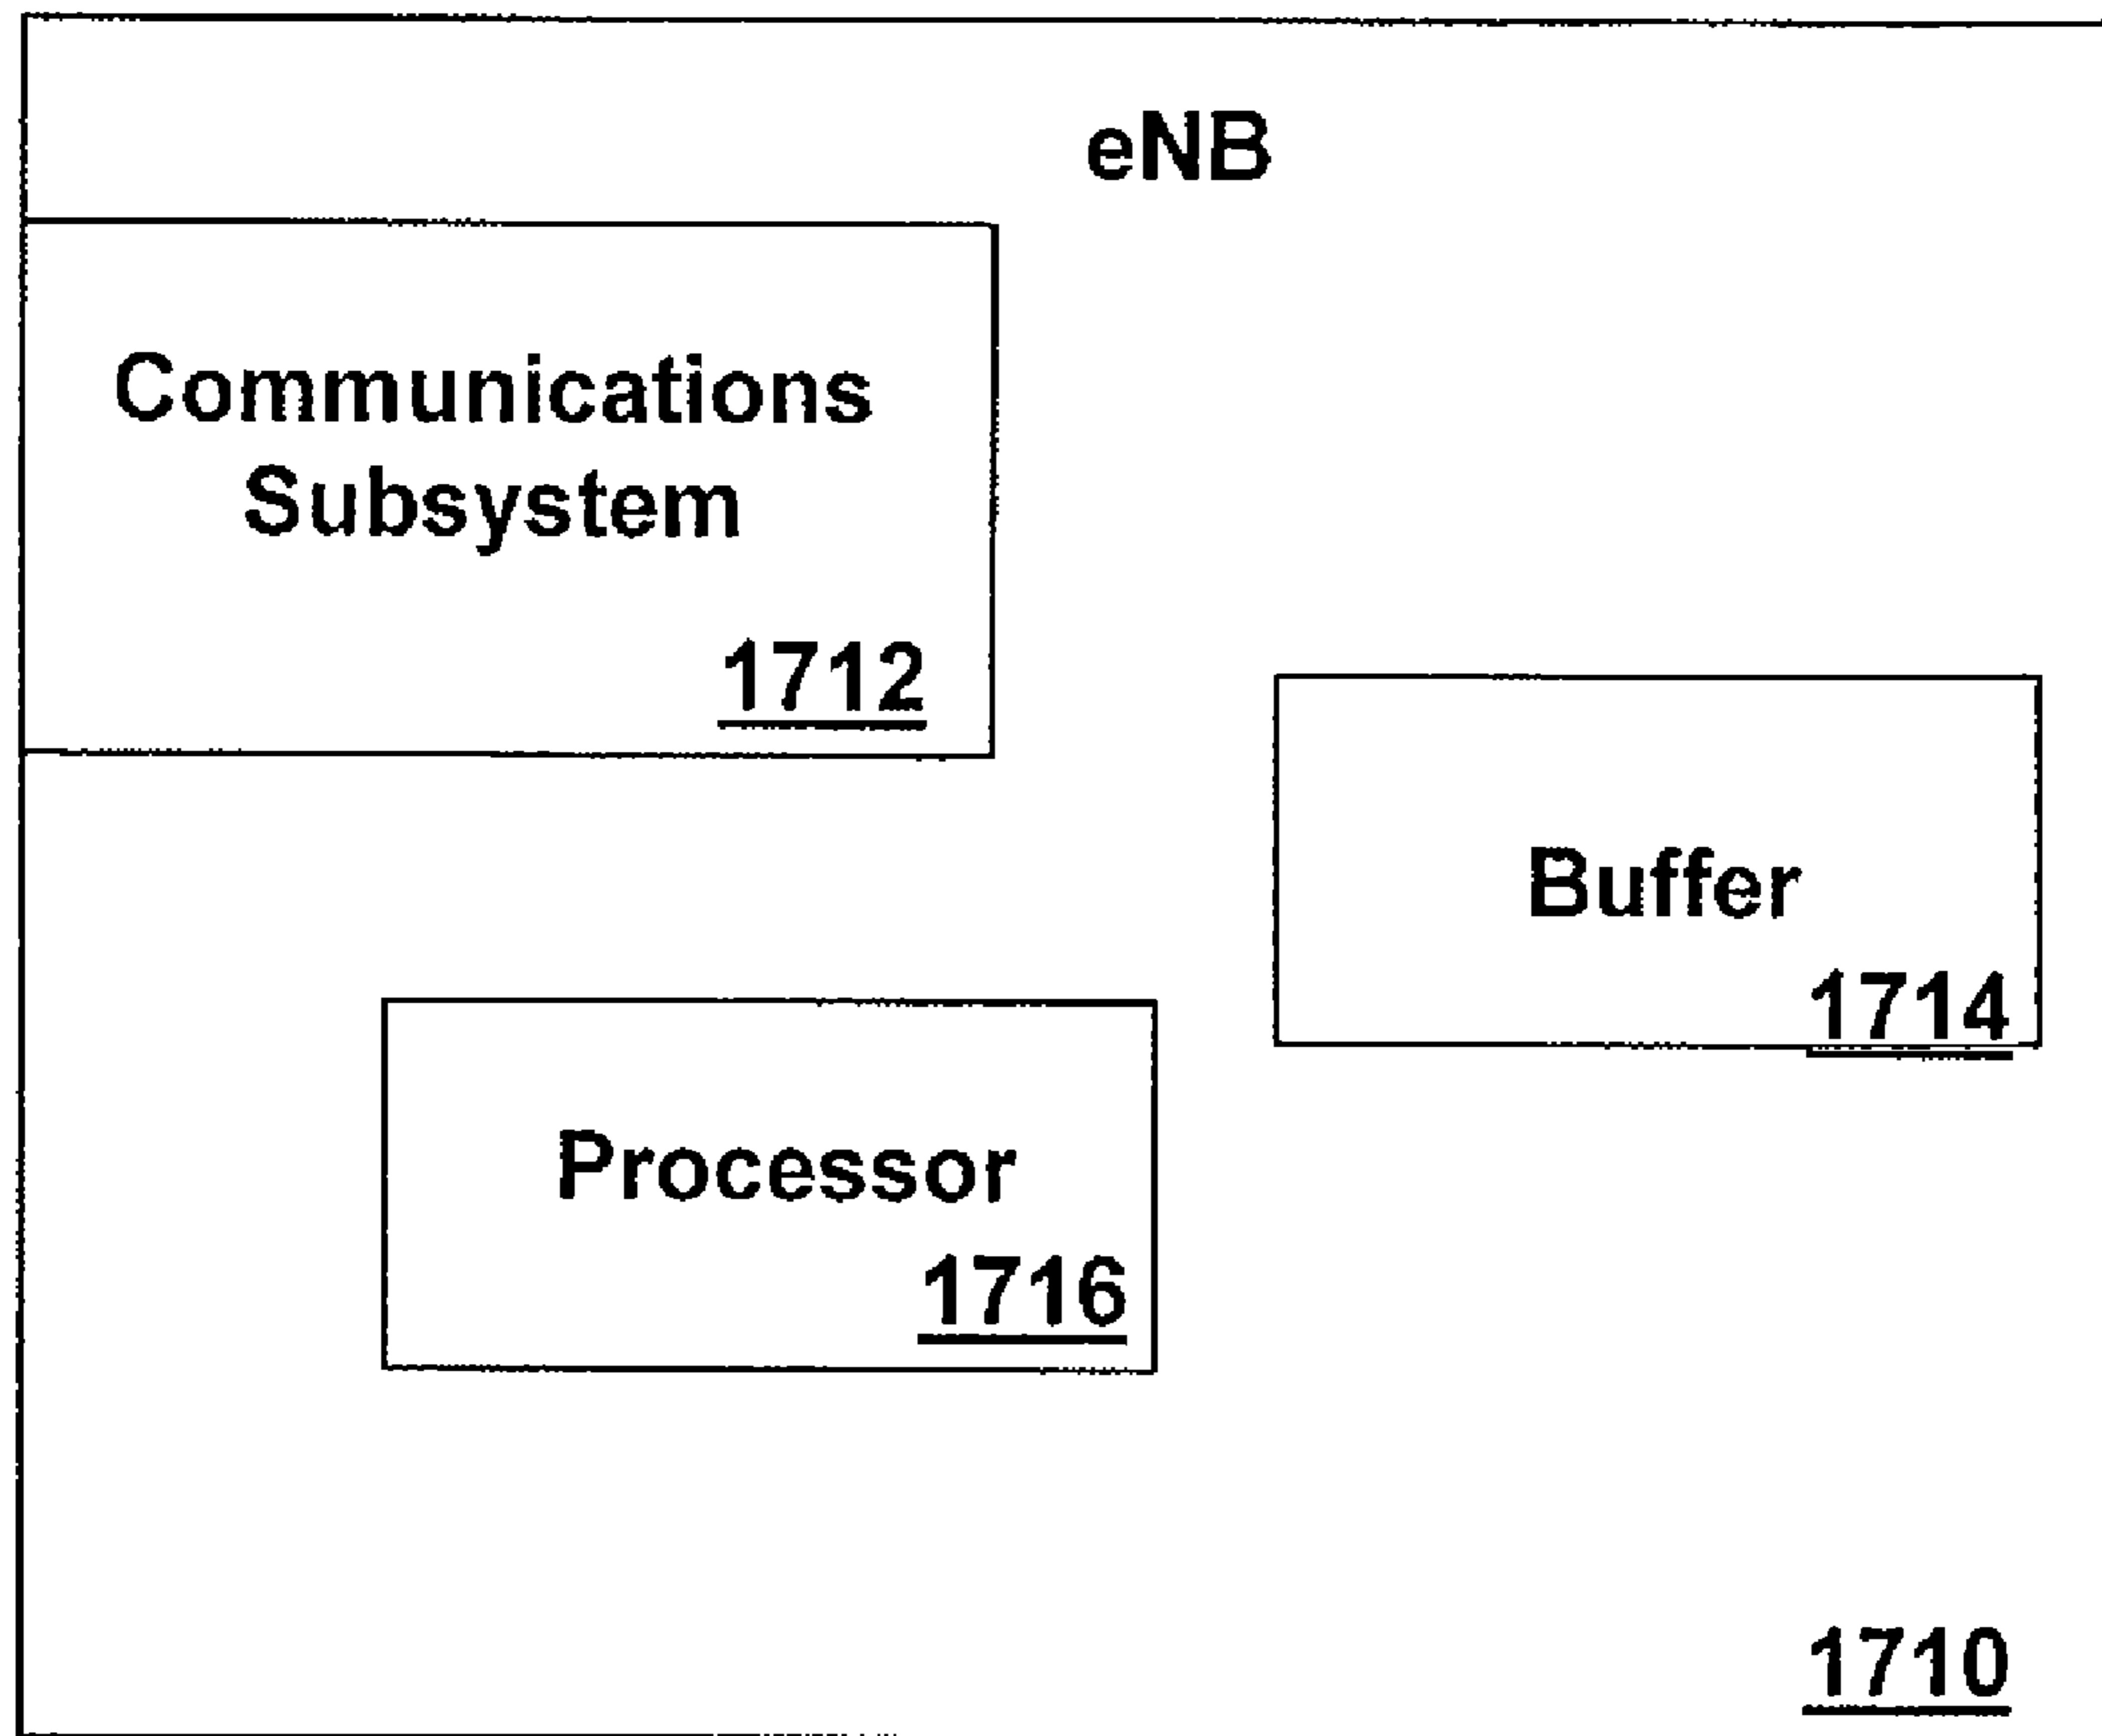 eNB
Communications
Subsystem
1712
Buffer
1714
Processor
1716
1710